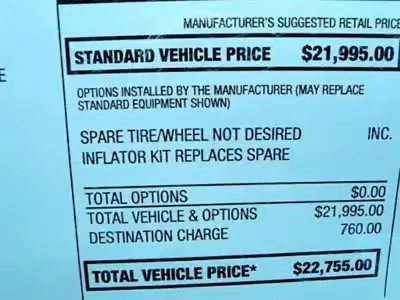 MANUFACTURER'S SUGGESTED RETAIL PRICE
STANDARD VEHICLE PRICE $21,995.00
OPTIONS INSTALLED BY THE MANUFACTURER (MAY REPLACE
STANDARD EQUIPMENT SHOWN)
SPARE TIRE/WHEEL NOT DESIRED INC.
INFLATOR KIT REPLACES SPARE
TOTAL OPTIONS $0.00
TOTAL VEHICLE & OPTIONS $21,995.00
DESTINATION CHARGE 760.00
TOTAL VEHICLE PRICE* $22,755.00